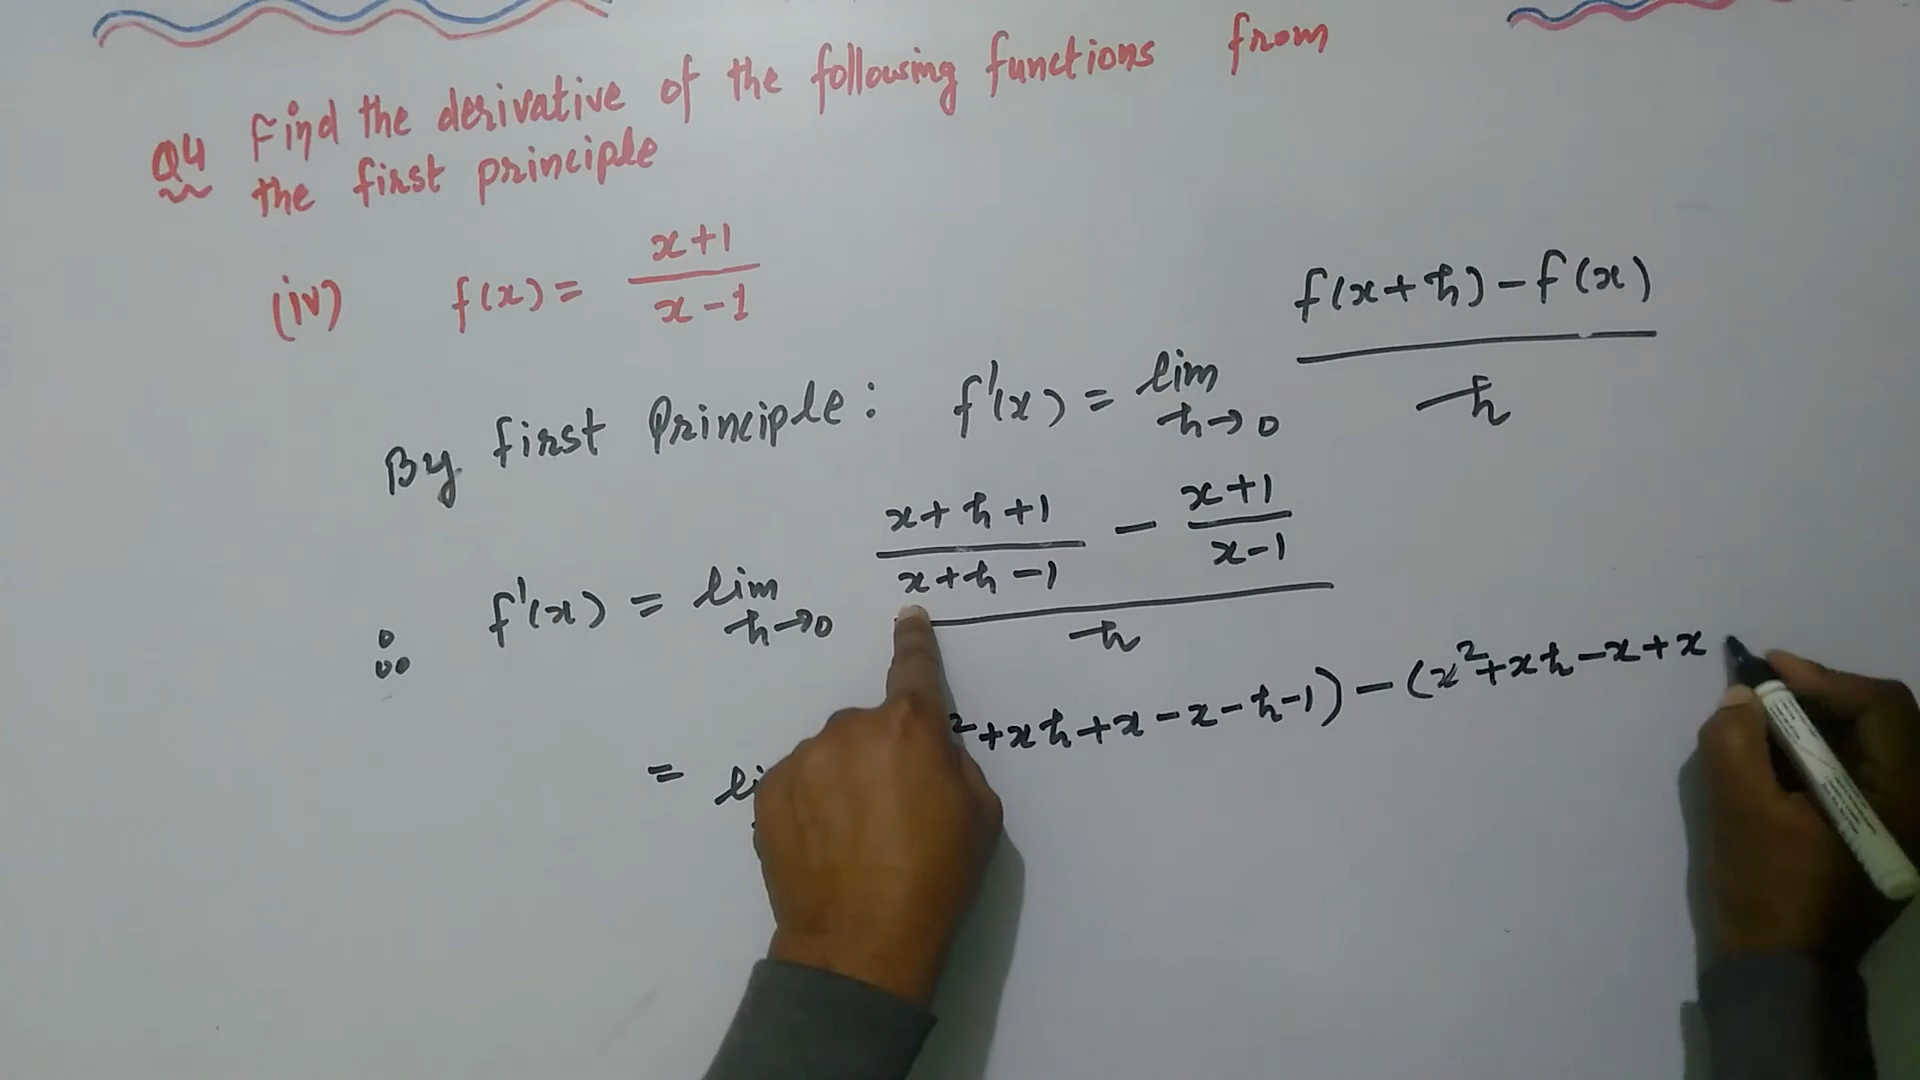 Q4 Find the derivative of the following functions from
the first principle
(iv) f(x) = x+1 / x-1
By first Principle: f'(x) = lim h→0 f(x+h) - f(x) / h
∴ f'(x) = lim h→0 x+h+1 / x+h-1 - x+1 / x-1 / h
= ²+xh+x-x-h-1) - (x²+xh-x+x